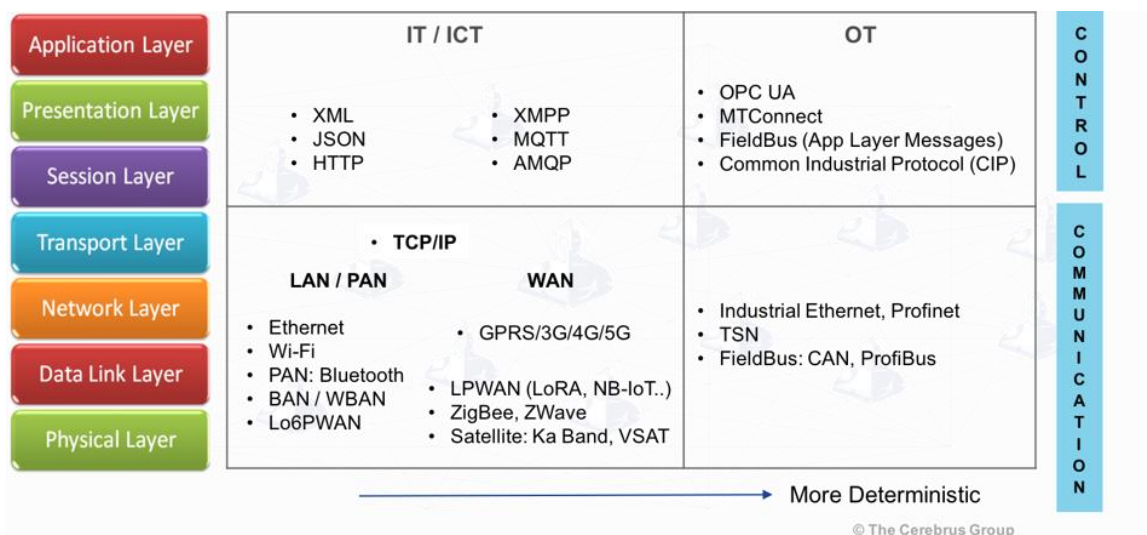 Application Layer
Presentation Layer
Session Layer
Transport Layer
Network Layer
Data Link Layer
Physical Layer
IT / ICT
• XML
• JSON
• HTTP
• XMPP
• MQTT
• AMQP
OT
• OPC UA
• MTConnect
• FieldBus (App Layer Messages)
• Common Industrial Protocol (CIP)
CONTROL
• TCP/IP
LAN / PAN
• Ethernet
• Wi-Fi
• PAN: Bluetooth
• BAN / WBAN
• Lo6PWAN
WAN
• GPRS/3G/4G/5G
• LPWAN (LoRA, NB-IoT..)
• ZigBee, ZWave
• Satellite: Ka Band, VSAT
• Industrial Ethernet, Profinet
• TSN
• FieldBus: CAN, ProfiBus
COMMUNICATION
More Deterministic
© The Cerebrus Group